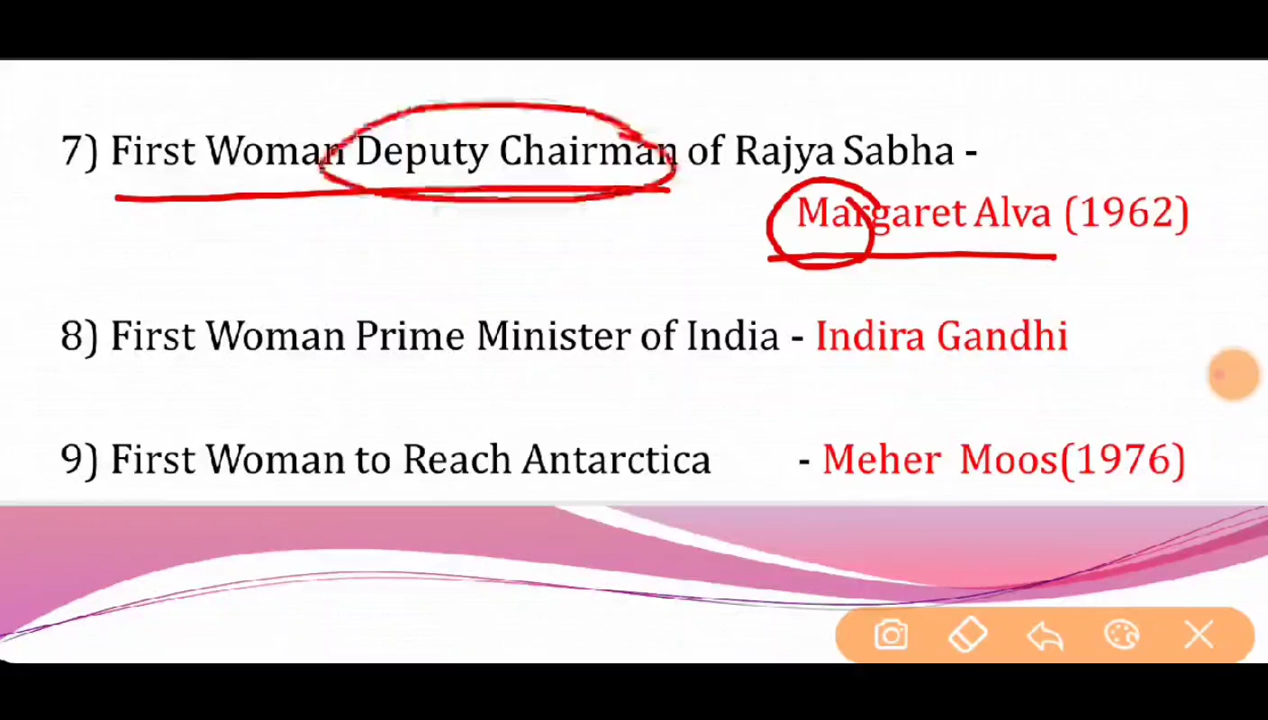 7) First Woman Deputy Chairman of Rajya Sabha -
Margaret Alva (1962)
8) First Woman Prime Minister of India - Indira Gandhi
9) First Woman to Reach Antarctica - Meher Moos(1976)